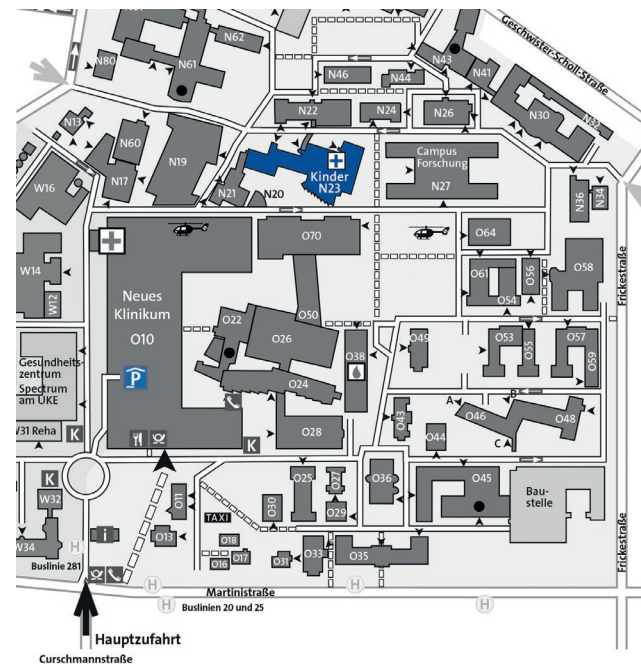 N62
Geschwister-Scholl-Straße
N80
N61
N43
N46
N44
N41
N22
N24
N26
N30
N32
N13
N60
N19
Campus
Forschung
Kinder
N23
N27
W16
N17
N21
N20
N36
N34
O64
O70
W14
W12
O61
O56
O58
O54
Frickestraße
Neues
Klinikum
O10
O50
O22
O26
O49
O53
O55
O57
O59
O38
Gesundheits-
zentrum
Spectrum
am UKE
P
O24
A
B
O46
O48
C
O43
O44
W31 Reha
K
K
O28
K
W32
O25
O27
O36
O45
Bau-
stelle
O11
O30
O29
TAXI
i
O13
O18
O17
O16
O31
O33
O35
W34
H
Buslinie 281
Frickestraße
H
H
H
H
Martinistraße
Buslinien 20 und 25
Hauptzufahrt
Curschmannstraße